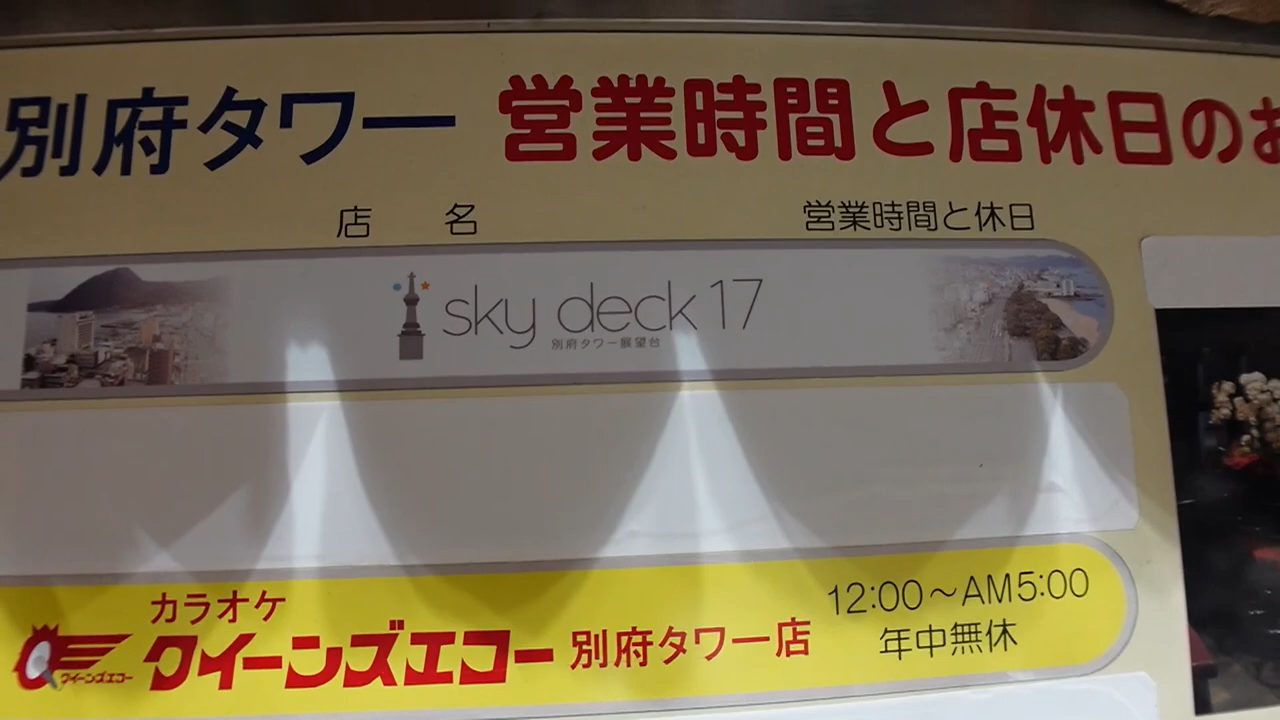 別府タワー 営業時間と店休日のお
店 名 営業時間と休日
sky deck 17
別府タワー展望台
カラオケ
クイーンズエコー 別府タワー店
クイーンズエコー
12:00～AM5:00
年中無休